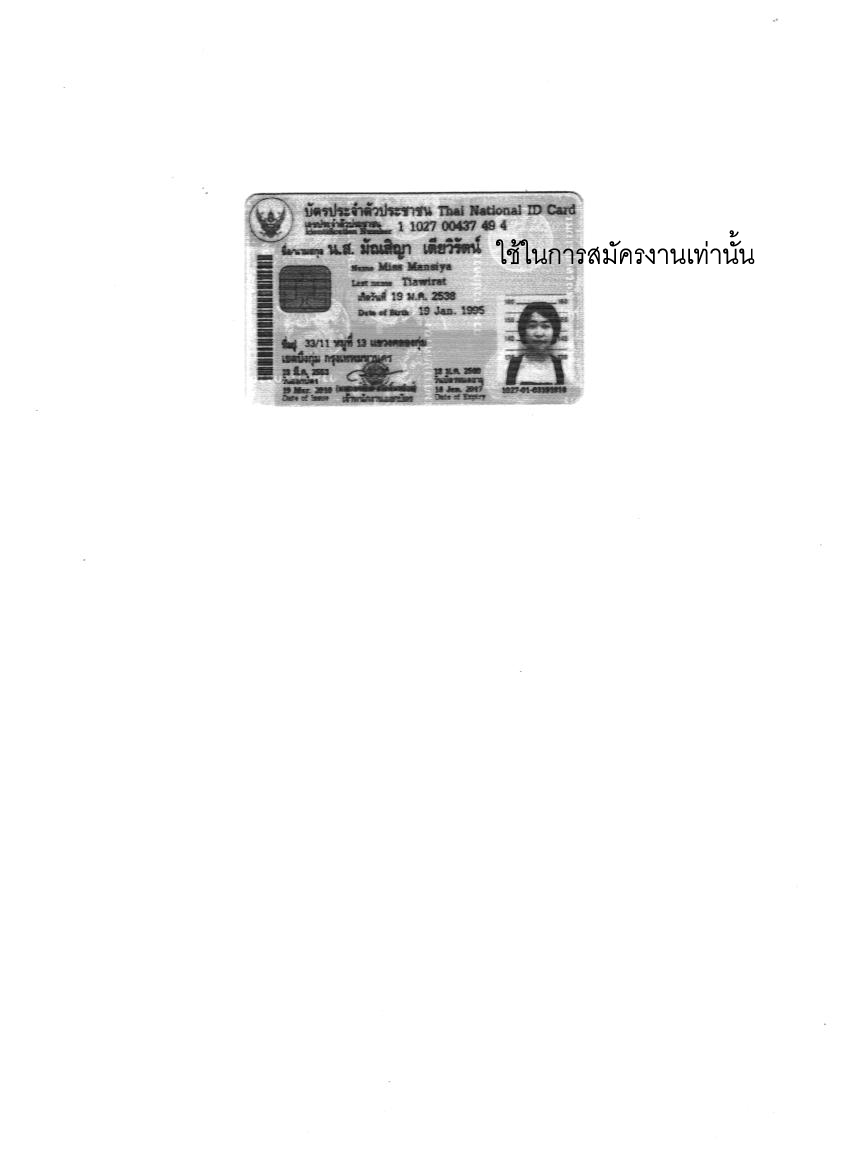 บัตรประจำตัวประชาชน Thai National ID Card
เลขประจำตัวประชาชน
Identification Number 1 1027 00437 49 4
ชื่อตัวและชื่อสกุล น.ส. มัณเสิญา เตียวิรัตน์
ใช้ในการสมัครงานเท่านั้น
Name Miss Mansiya
Last name Tiawirat
เกิดวันที่ 19 ม.ค. 2538
Date of Birth 19 Jan. 1995
ที่อยู่ 33/11 หมู่ที่ 13 แขวงคลองกุ่ม
เขตบึงกุ่ม กรุงเทพมหานคร
19 มี.ค. 2553
วันออกบัตร
19 Mar. 2010
Date of Issue
เจ้าพนักงานออกบัตร
18 ม.ค. 2560
วันบัตรหมดอายุ
18 Jan. 2017
Date of Expiry